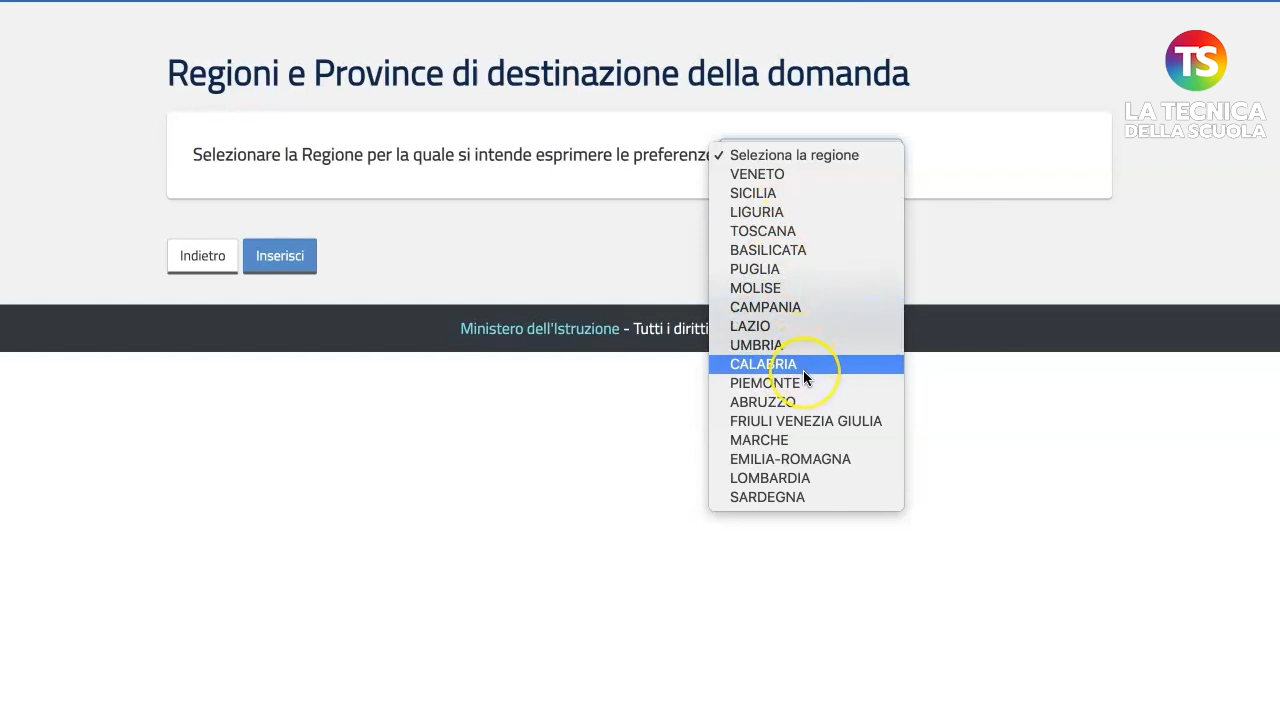 TS
LA TECNICA
DELLA SCUOLA
Regioni e Province di destinazione della domanda
Selezionare la Regione per la quale si intende esprimere le preferenze
✓ Seleziona la regione
VENETO
SICILIA
LIGURIA
TOSCANA
BASILICATA
PUGLIA
MOLISE
CAMPANIA
LAZIO
UMBRIA
CALABRIA
PIEMONTE
ABRUZZO
FRIULI VENEZIA GIULIA
MARCHE
EMILIA-ROMAGNA
LOMBARDIA
SARDEGNA
Indietro
Inserisci
Ministero dell'Istruzione - Tutti i diritti